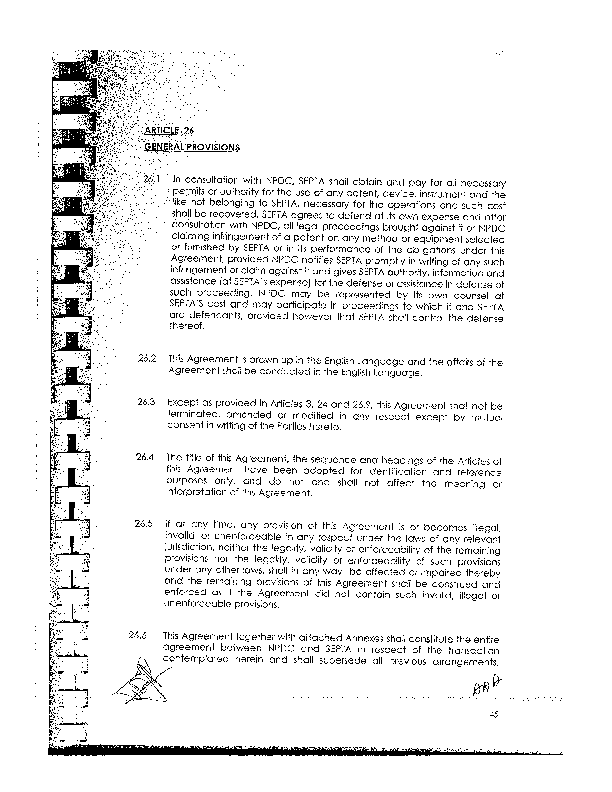 ARTICLE 26
GENERAL PROVISIONS
26.1 In consultation with NPDC, SEPTA shall obtain and pay for all necessary
permits or authority for the use of any patent, device, instrument and the
like not belonging to SEPTA, necessary for the operations and such cost
shall be recovered. SEPTA agrees to defend at its own expense and after
consultation with NPDC, all legal proceedings brought against it or NPDC
claiming infringement of a patent on any method or equipment selected
or furnished by SEPTA or in its performance of the obligations under this
Agreement, provided NPDC notifies SEPTA promptly in writing of any such
infringement or claim against it and gives SEPTA authority, information and
assistance (at SEPTA's expense) for the defense or assistance in defense of
such proceeding. NPDC may be represented by its own counsel at
SEPTA'S cost and may participate in proceedings to which it and SEPTA
are defendants, provided however that SEPTA shall control the defense
thereof.
26.2 This Agreement is drawn up in the English Language and the affairs of the
Agreement shall be conducted in the English Language.
26.3 Except as provided in Articles 3, 24 and 26.9, this Agreement shall not be
terminated, amended or modified in any respect except by mutual
consent in writing of the Parties hereto.
26.4 The title of this Agreement, the sequence and headings of the Articles of
this Agreement have been adopted for identification and reference
purposes only, and do not and shall not affect the meaning or
interpretation of this Agreement.
26.5 If at any time, any provision of this Agreement is or becomes illegal,
invalid or unenforceable in any respect under the laws of any relevant
jurisdiction, neither the legality, validity or enforceability of the remaining
provisions nor the legality, validity or enforceability of such provisions
under any other laws, shall in any way be affected or impaired thereby
and the remaining provisions of this Agreement shall be construed and
enforced as if the Agreement did not contain such invalid, illegal or
unenforceable provisions.
26.6 This Agreement together with attached Annexes shall constitute the entire
agreement between NPDC and SEPTA in respect of the transaction
contemplated herein and shall supersede all previous arrangements,